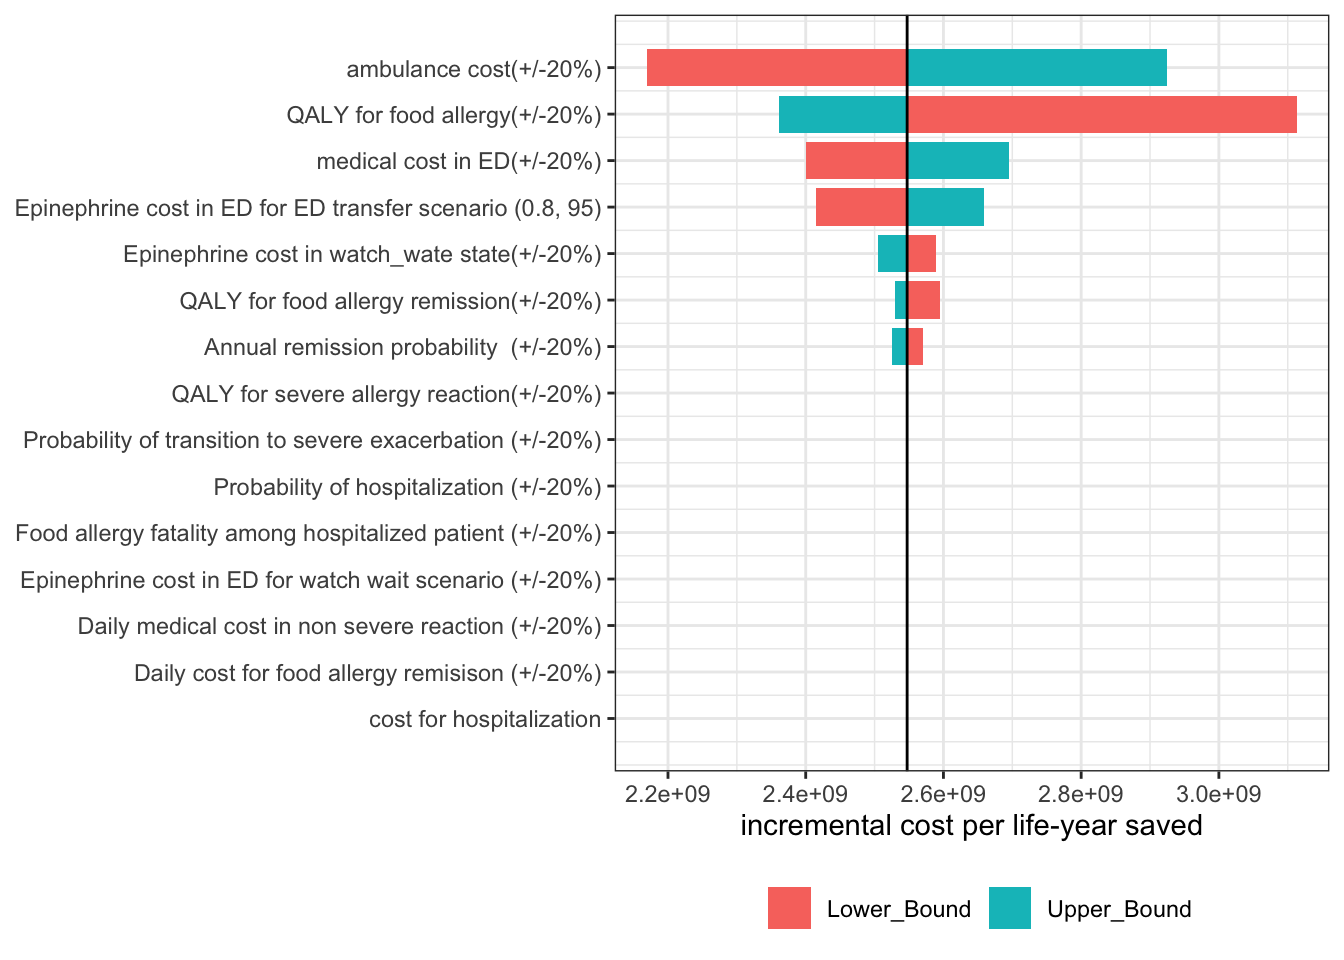 ambulance cost(+/-20%)
QALY for food allergy(+/-20%)
medical cost in ED(+/-20%)
Epinephrine cost in ED for ED transfer scenario (0.8, 95)
Epinephrine cost in watch_wate state(+/-20%)
QALY for food allergy remission(+/-20%)
Annual remission probability  (+/-20%)
QALY for severe allergy reaction(+/-20%)
Probability of transition to severe exacerbation (+/-20%)
Probability of hospitalization (+/-20%)
Food allergy fatality among hospitalized patient (+/-20%)
Epinephrine cost in ED for watch wait scenario (+/-20%)
Daily medical cost in non severe reaction (+/-20%)
Daily cost for food allergy remisison (+/-20%)
cost for hospitalization
2.2e+09 2.4e+09 2.6e+09 2.8e+09 3.0e+09
incremental cost per life-year saved
Lower_Bound Upper_Bound